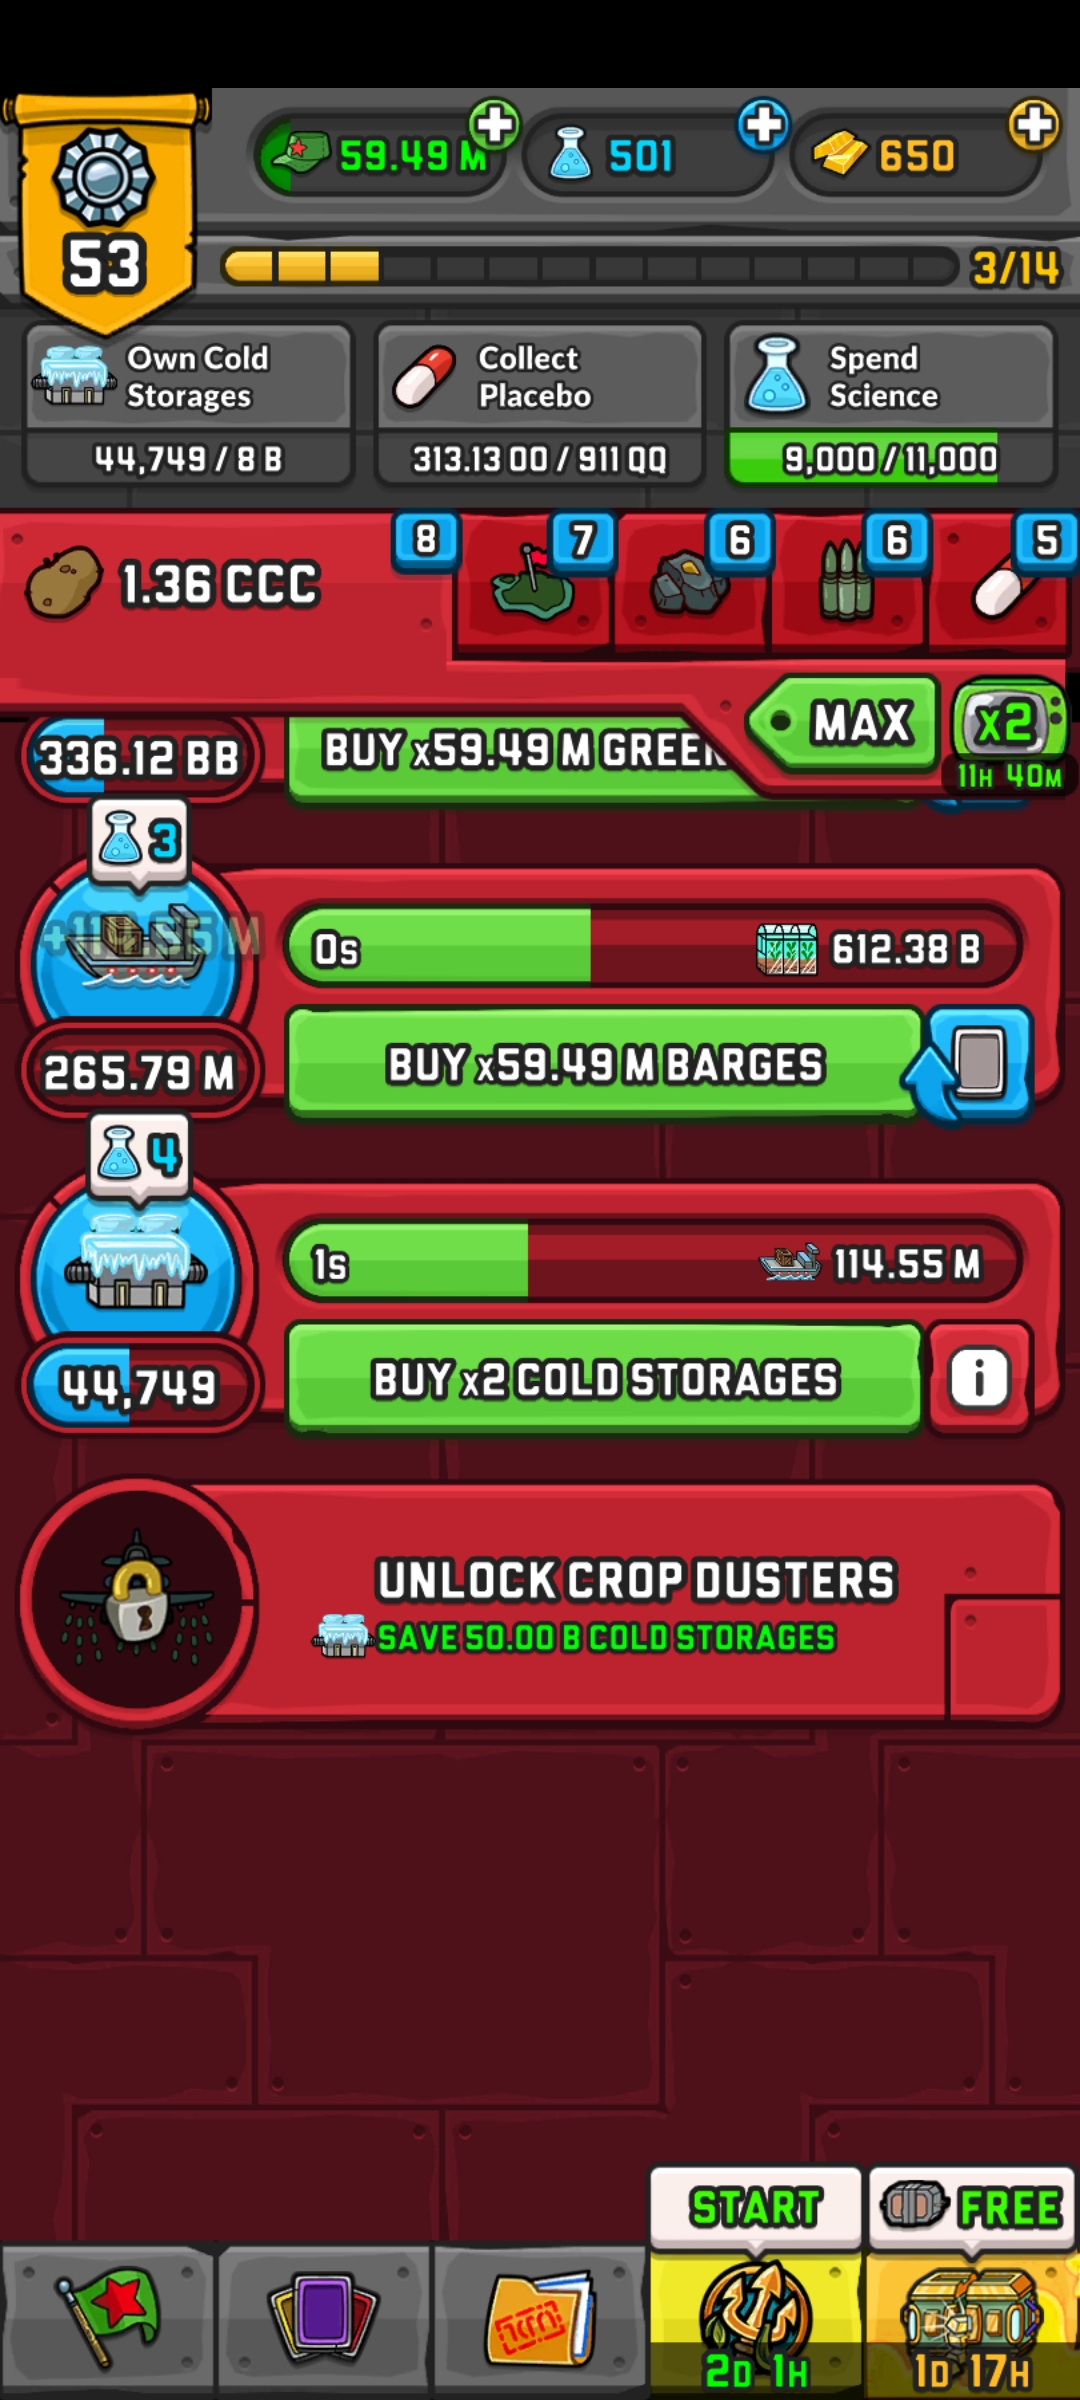 59.49 M
501
650
53
3/14
Own Cold
Storages
44,749 / 8 B
Collect
Placebo
313.13 OO / 911 QQ
Spend
Science
9,000 / 11,000
1.36 CCC
8
7
6
6
5
MAX
x2
11H 40M
336.12 BB
BUY x59.49 M GREEN
3
0s
612.38 B
265.79 M
BUY x59.49 M BARGES
4
1s
114.55 M
44,749
BUY x2 COLD STORAGES
i
UNLOCK CROP DUSTERS
SAVE 50.00 B COLD STORAGES
START
FREE
2D 1H
1D 17H